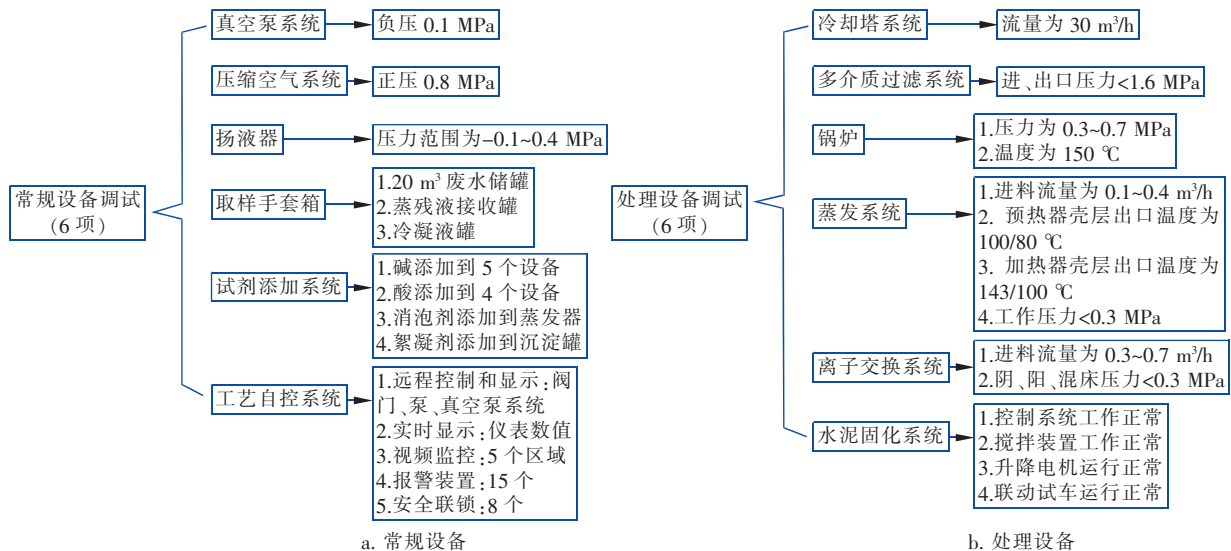 常规设备调试
(6 项)
真空泵系统
负压 0.1 MPa
压缩空气系统
正压 0.8 MPa
扬液器
压力范围为-0.1~0.4 MPa
取样手套箱
1.20 m³ 废水储罐
2.蒸残液接收罐
3.冷凝液罐
试剂添加系统
1.碱添加到 5 个设备
2.酸添加到 4 个设备
3.消泡剂添加到蒸发器
4.絮凝剂添加到沉淀罐
工艺自控系统
1.远程控制和显示:阀
门、泵、真空泵系统
2.实时显示:仪表数值
3.视频监控:5 个区域
4.报警装置:15 个
5.安全联锁:8 个
a. 常规设备
处理设备调试
(6 项)
冷却塔系统
流量为 30 m³/h
多介质过滤系统
进、出口压力<1.6 MPa
锅炉
1.压力为 0.3~0.7 MPa
2.温度为 150 ℃
蒸发系统
1.进料流量为 0.1~0.4 m³/h
2. 预热器壳层出口温度为
100/80 ℃
3. 加热器壳层出口温度为
143/100 ℃
4.工作压力<0.3 MPa
离子交换系统
1.进料流量为 0.3~0.7 m³/h
2.阴、阳、混床压力<0.3 MPa
水泥固化系统
1.控制系统工作正常
2.搅拌装置工作正常
3.升降电机运行正常
4.联动试车运行正常
b. 处理设备